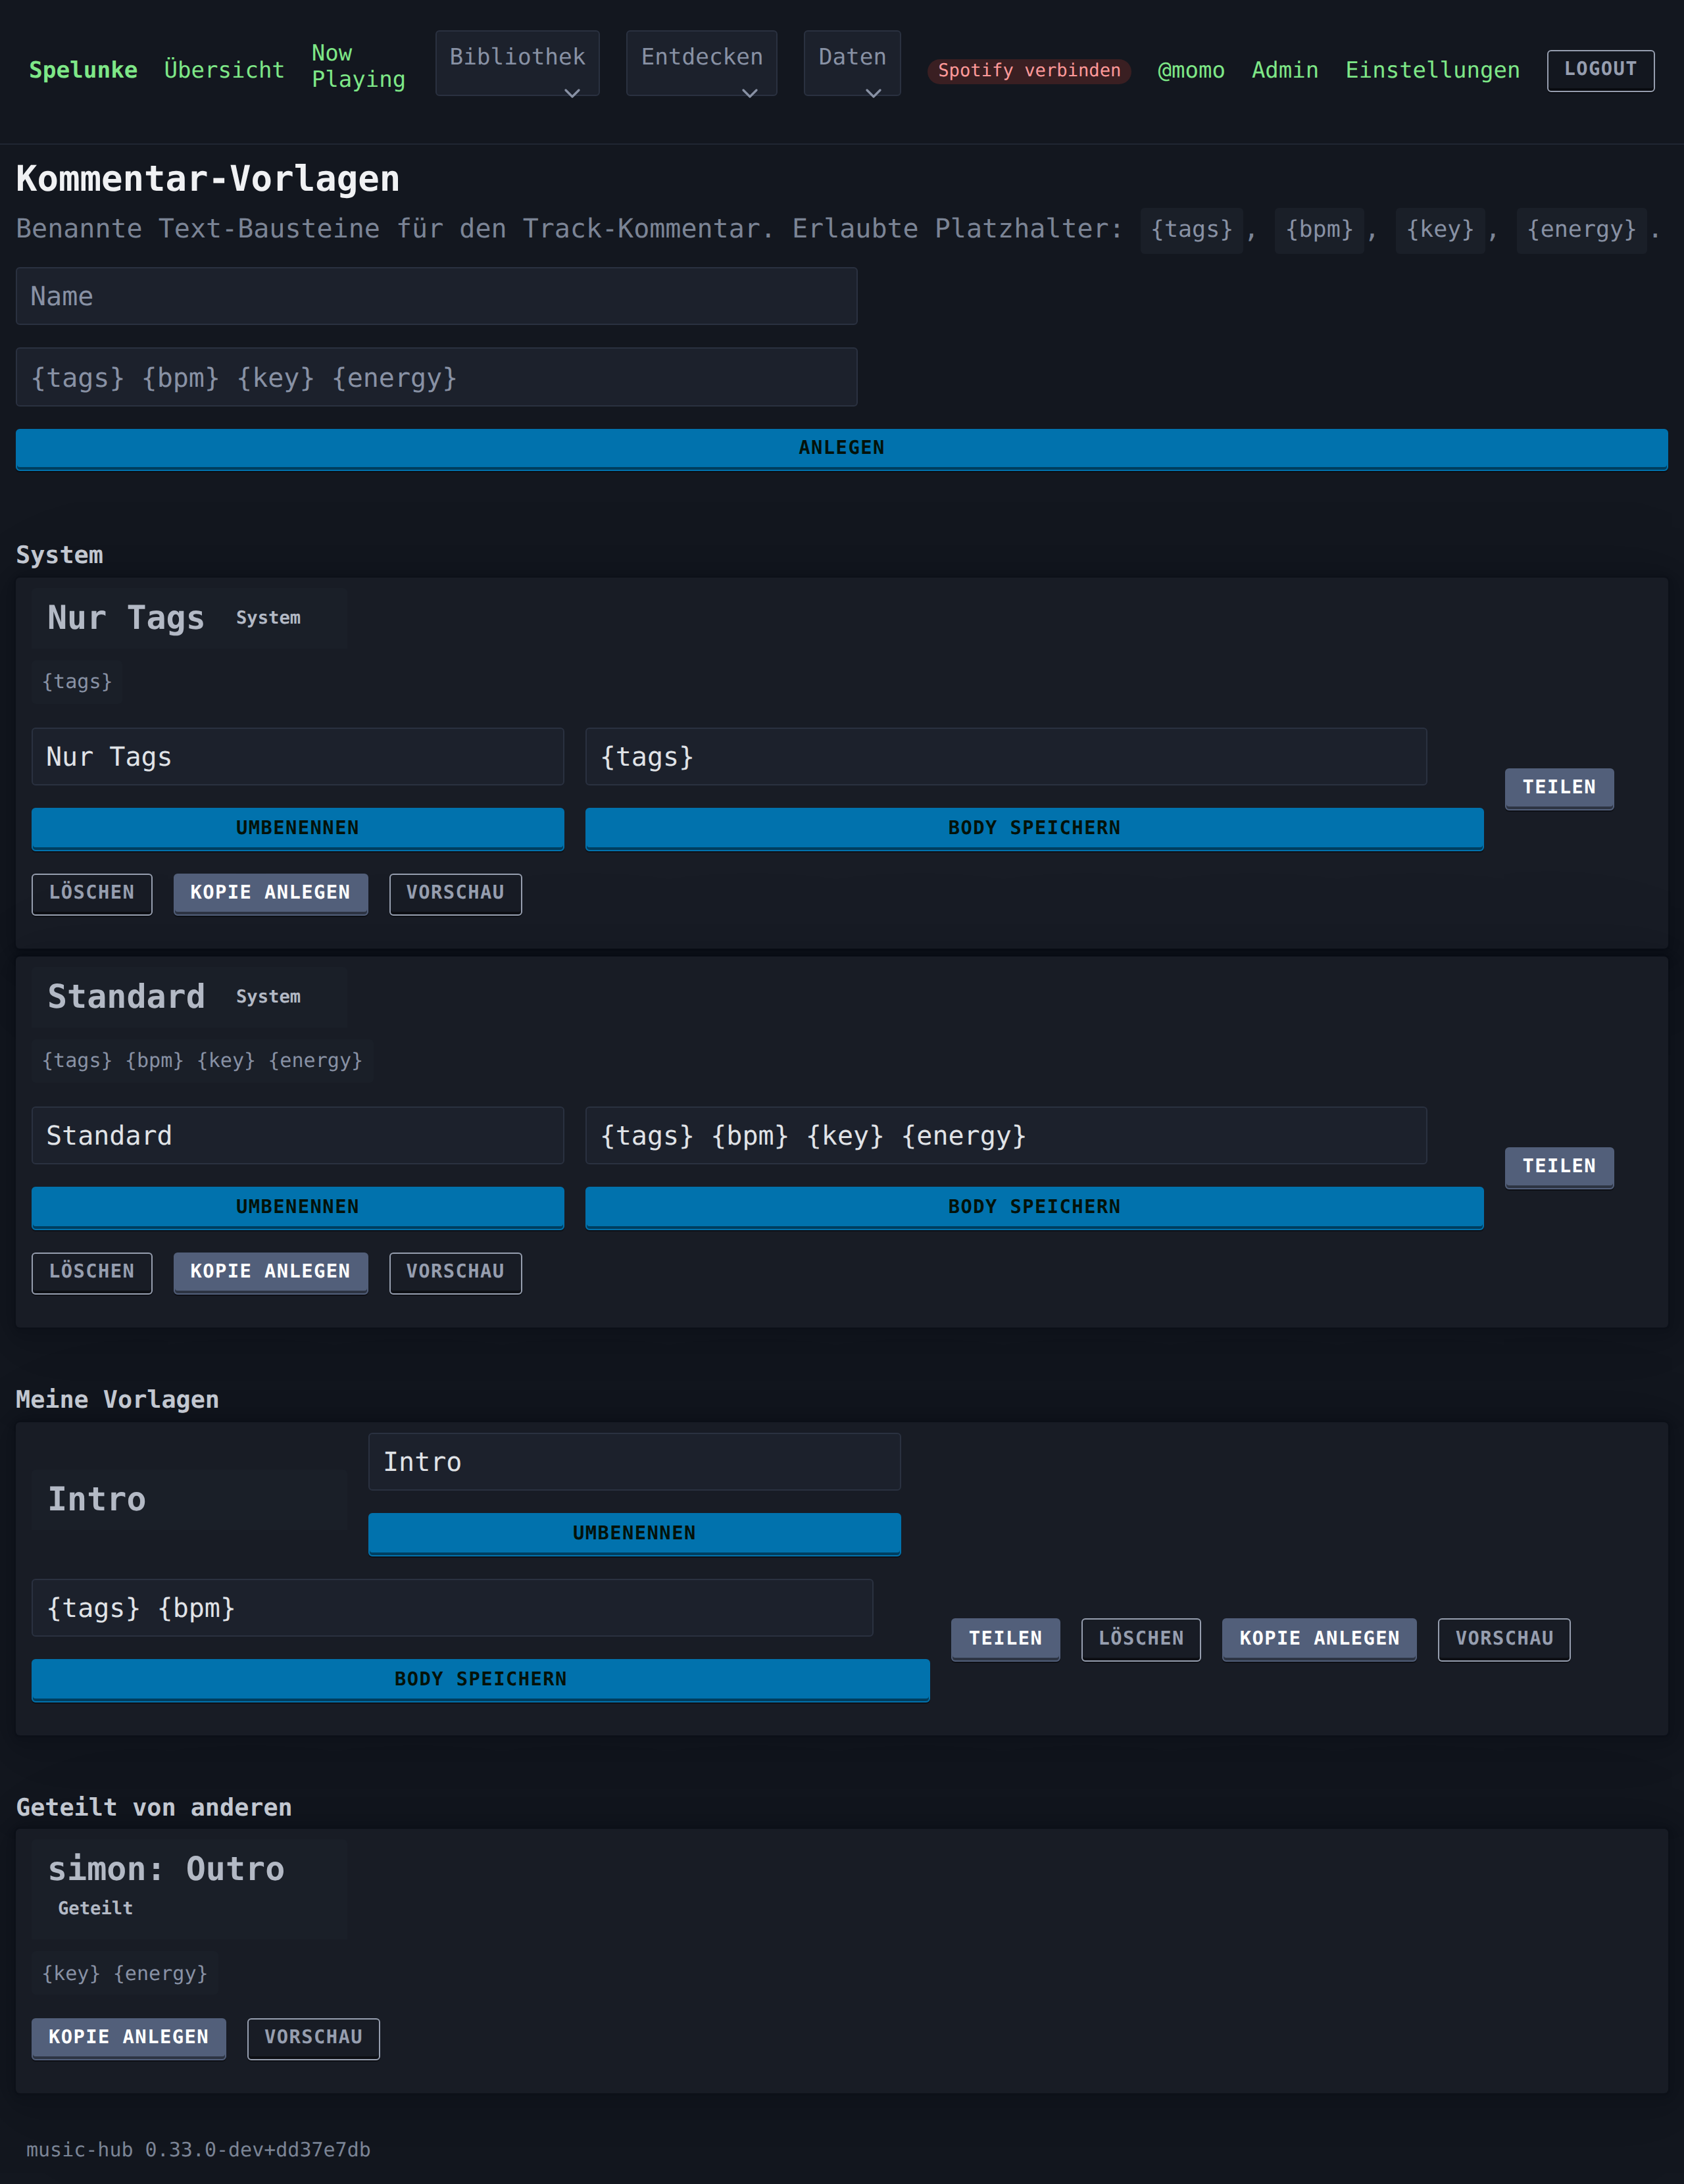 Spelunke Übersicht Now Playing Bibliothek Entdecken Daten Spotify verbinden @momo Admin Einstellungen LOGOUT
Kommentar-Vorlagen
Benannte Text-Bausteine für den Track-Kommentar. Erlaubte Platzhalter: {tags}, {bpm}, {key}, {energy}.
Name
{tags} {bpm} {key} {energy}
ANLEGEN
System
Nur Tags System
{tags}
Nur Tags {tags}
TEILEN
UMBENENNEN BODY SPEICHERN
LÖSCHEN KOPIE ANLEGEN VORSCHAU
Standard System
{tags} {bpm} {key} {energy}
Standard {tags} {bpm} {key} {energy}
TEILEN
UMBENENNEN BODY SPEICHERN
LÖSCHEN KOPIE ANLEGEN VORSCHAU
Meine Vorlagen
Intro
Intro
UMBENENNEN
{tags} {bpm}
BODY SPEICHERN
TEILEN LÖSCHEN KOPIE ANLEGEN VORSCHAU
Geteilt von anderen
simon: Outro
Geteilt
{key} {energy}
KOPIE ANLEGEN VORSCHAU
music-hub 0.33.0-dev+dd37e7db